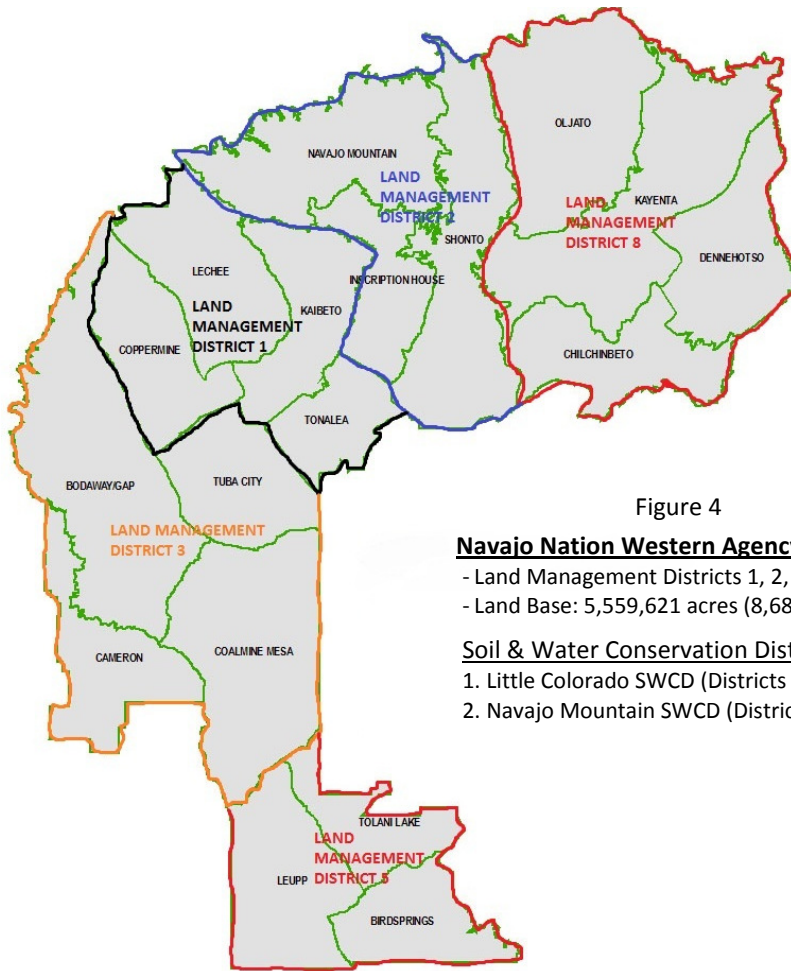 OLJATO
NAVAJO MOUNTAIN
LAND
MANAGEMENT
DISTRICT 2
SHONTO
KAYENTA
LAND
MANAGEMENT
DISTRICT 8
DENNEHOTSO
LECHEE
INSCRIPTION HOUSE
KAIBETO
LAND
MANAGEMENT
DISTRICT 1
COPPERMINE
CHILCHINBETO
TONALEA
BODAWAY/GAP
TUBA CITY
LAND MANAGEMENT
DISTRICT 3
CAMERON
COALMINE MESA
Figure 4
Navajo Nation Western Agency
- Land Management Districts 1, 2,
- Land Base: 5,559,621 acres (8,68
Soil & Water Conservation Dist
1. Little Colorado SWCD (Districts
2. Navajo Mountain SWCD (Distric
TOLANI LAKE
LAND
MANAGEMENT
DISTRICT 5
LEUPP
BIRDSPRINGS